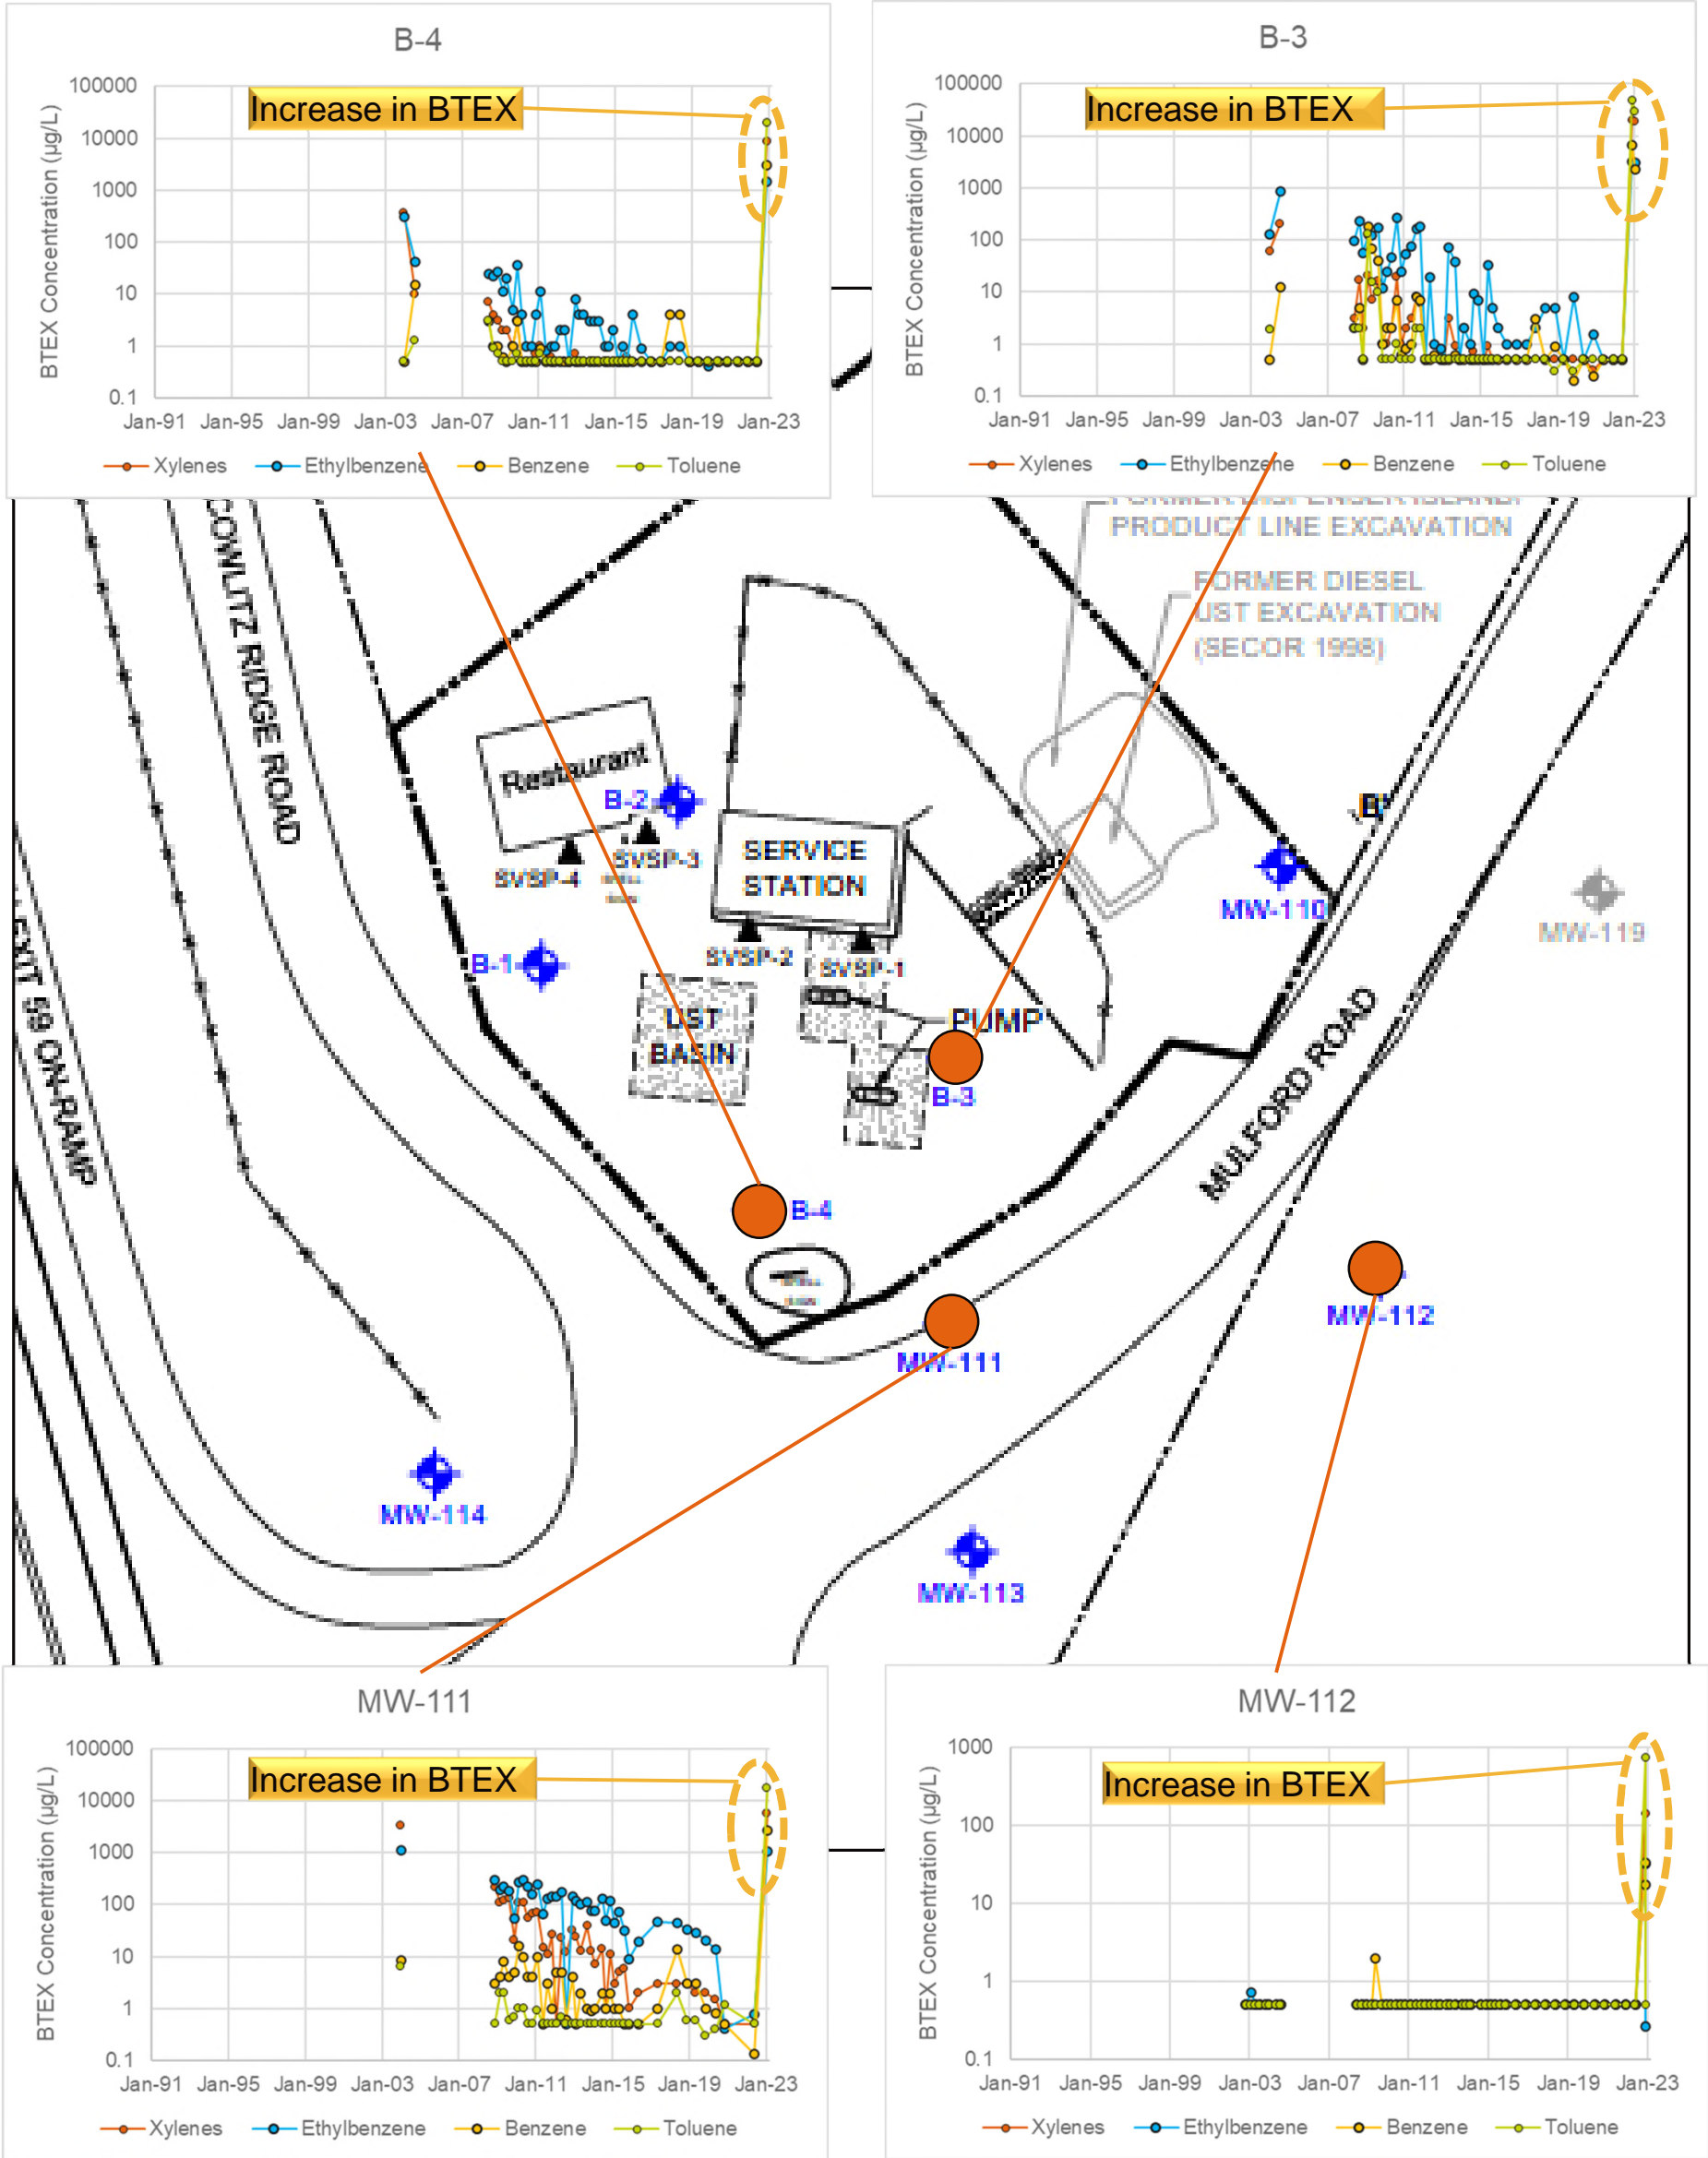 B-4
Increase in BTEX
BTEX Concentration (µg/L)
100000
10000
1000
100
10
1
0.1
Jan-91 Jan-95 Jan-99 Jan-03 Jan-07 Jan-11 Jan-15 Jan-19 Jan-23
Xylenes Ethylbenzene Benzene Toluene
B-3
Increase in BTEX
BTEX Concentration (µg/L)
100000
10000
1000
100
10
1
0.1
Jan-91 Jan-95 Jan-99 Jan-03 Jan-07 Jan-11 Jan-15 Jan-19 Jan-23
Xylenes Ethylbenzene Benzene Toluene
FORMER DISPENSER ISLAND/
PRODUCT LINE EXCAVATION
FORMER DIESEL
UST EXCAVATION
(SECOR 1998)
COWLITZ RIDGE ROAD
Restaurant
B-2
SVSP-3
SVSP-4
SERVICE
STATION
B'
MW-110
MW-119
B-1
SVSP-2
SVSP-1
UST
BASIN
PUMP
B-3
EXIT 59 ON-RAMP
MULFORD ROAD
B-4
MW-112
MW-111
MW-114
MW-113
MW-111
Increase in BTEX
BTEX Concentration (µg/L)
100000
10000
1000
100
10
1
0.1
Jan-91 Jan-95 Jan-99 Jan-03 Jan-07 Jan-11 Jan-15 Jan-19 Jan-23
Xylenes Ethylbenzene Benzene Toluene
MW-112
Increase in BTEX
BTEX Concentration (µg/L)
1000
100
10
1
0.1
Jan-91 Jan-95 Jan-99 Jan-03 Jan-07 Jan-11 Jan-15 Jan-19 Jan-23
Xylenes Ethylbenzene Benzene Toluene